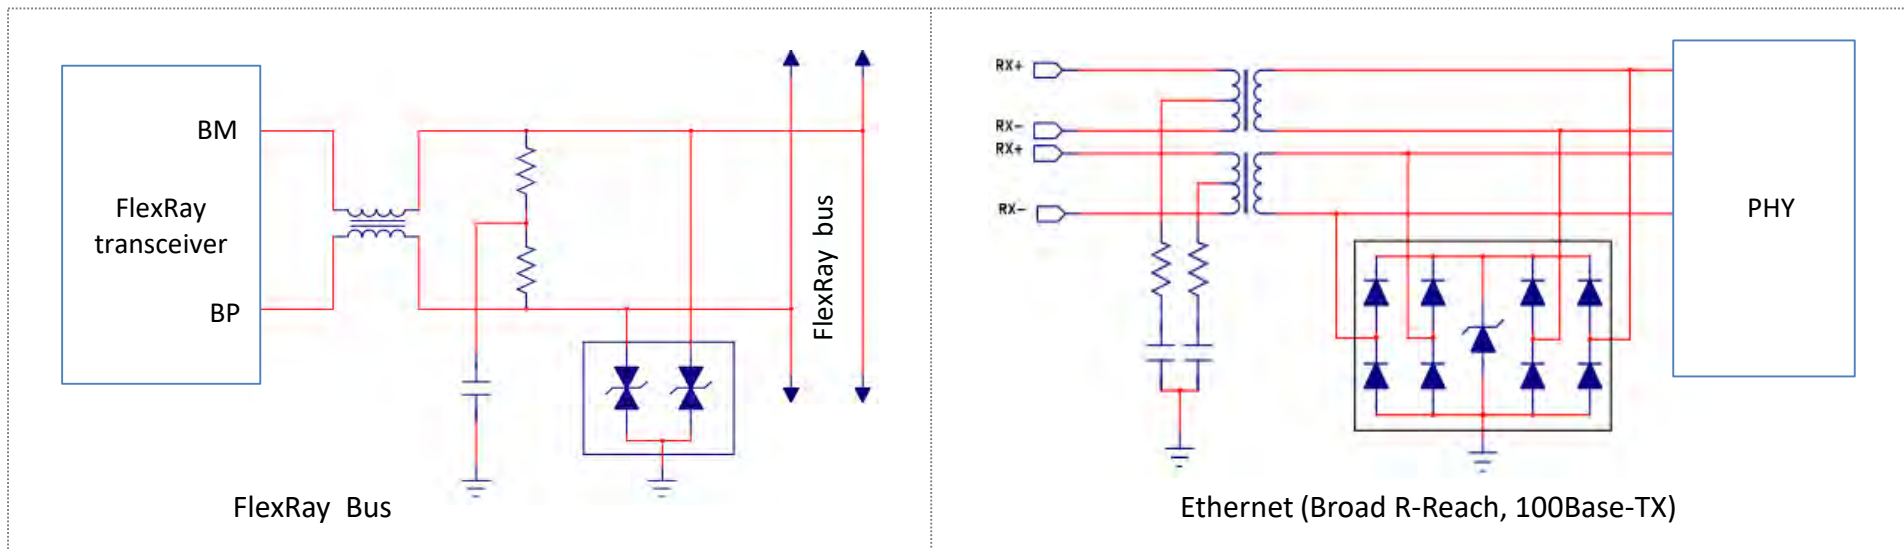 BM
FlexRay
transceiver
BP
FlexRay bus
FlexRay Bus
RX+
RX-
RX+
RX-
PHY
Ethernet (Broad R-Reach, 100Base-TX)